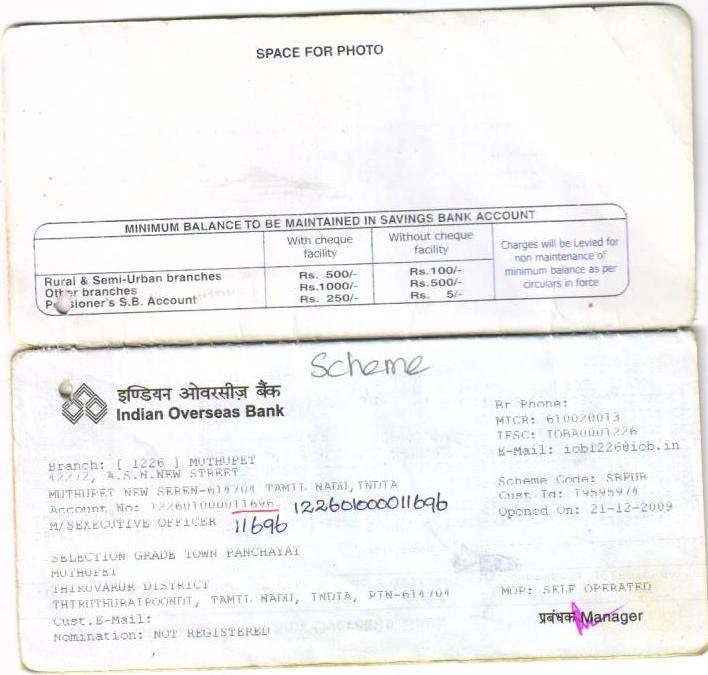 SPACE FOR PHOTO
MINIMUM BALANCE TO BE MAINTAINED IN SAVINGS BANK ACCOUNT
With cheque facility
Without cheque facility
Charges will be Levied for non maintenance of minimum balance as per circulars in force
Rural & Semi-Urban branches Rs. 500/- Rs.100/-
Other branches Rs.1000/- Rs.500/-
Pensioner's S.B. Account Rs. 250/- Rs. 5/-
Scheme
इण्डियन ओवरसीज़ बैंक
Indian Overseas Bank
Br Phone:
MICR: 610020013
IFSC: IOBA0001226
E-Mail: iob1226@iob.in
Branch: [ 1226 ] MUTHUPET
A.S.N.NEW STREET
MUTHUPET NEW SEREN-614704 TAMIL NADU,INDIA
Account No: 122601000011696 122601000011696
M/SEXECUTIVE OFFICER 11696
Scheme Code: SBPUB
Cust.Id: 19595974
Opened On: 21-12-2009
SELECTION GRADE TOWN PANCHAYAT
MUTHUPET
THIRUVARUR DISTRICT
THIRUTHURAIPOONDI, TAMIL NADU, INDIA, PIN-614704
Cust.E-Mail:
Nomination: NOT REGISTERED
MOP: SELF OPERATED
प्रबंधक Manager